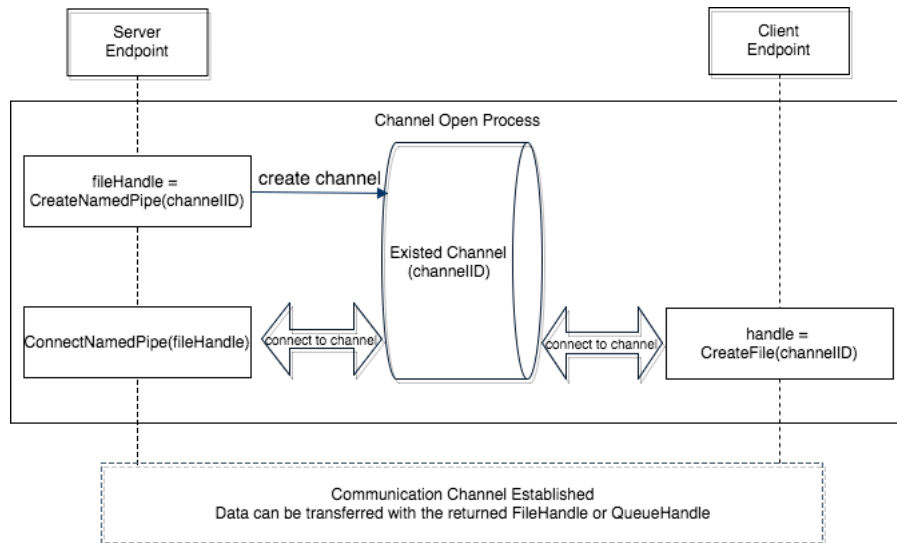 Server
Endpoint
Client
Endpoint
Channel Open Process
fileHandle =
CreateNamedPipe(channelID)
create channel
Existed Channel
(channelID)
ConnectNamedPipe(fileHandle)
connect to channel
connect to channel
handle =
CreateFile(channelID)
Communication Channel Established
Data can be transferred with the returned FileHandle or QueueHandle